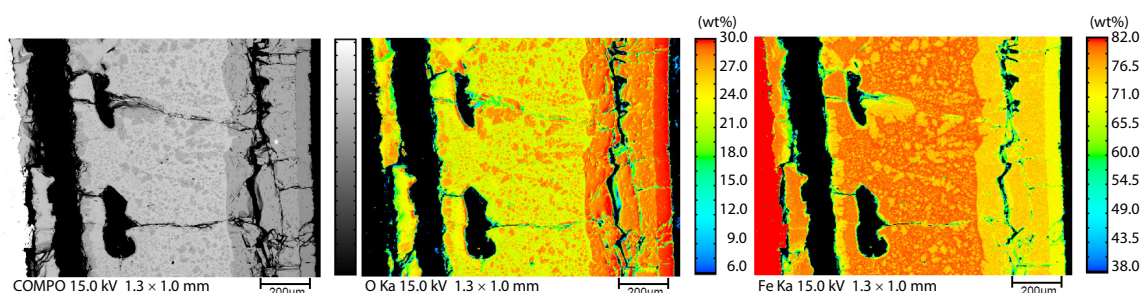 COMPO 15.0 kV 1.3 × 1.0 mm
200μm
O Ka 15.0 kV 1.3 × 1.0 mm
200μm
(wt%)
30.0
27.0
24.0
21.0
18.0
15.0
12.0
9.0
6.0
Fe Ka 15.0 kV 1.3 × 1.0 mm
200μm
(wt%)
82.0
76.5
71.0
65.5
60.0
54.5
49.0
43.5
38.0